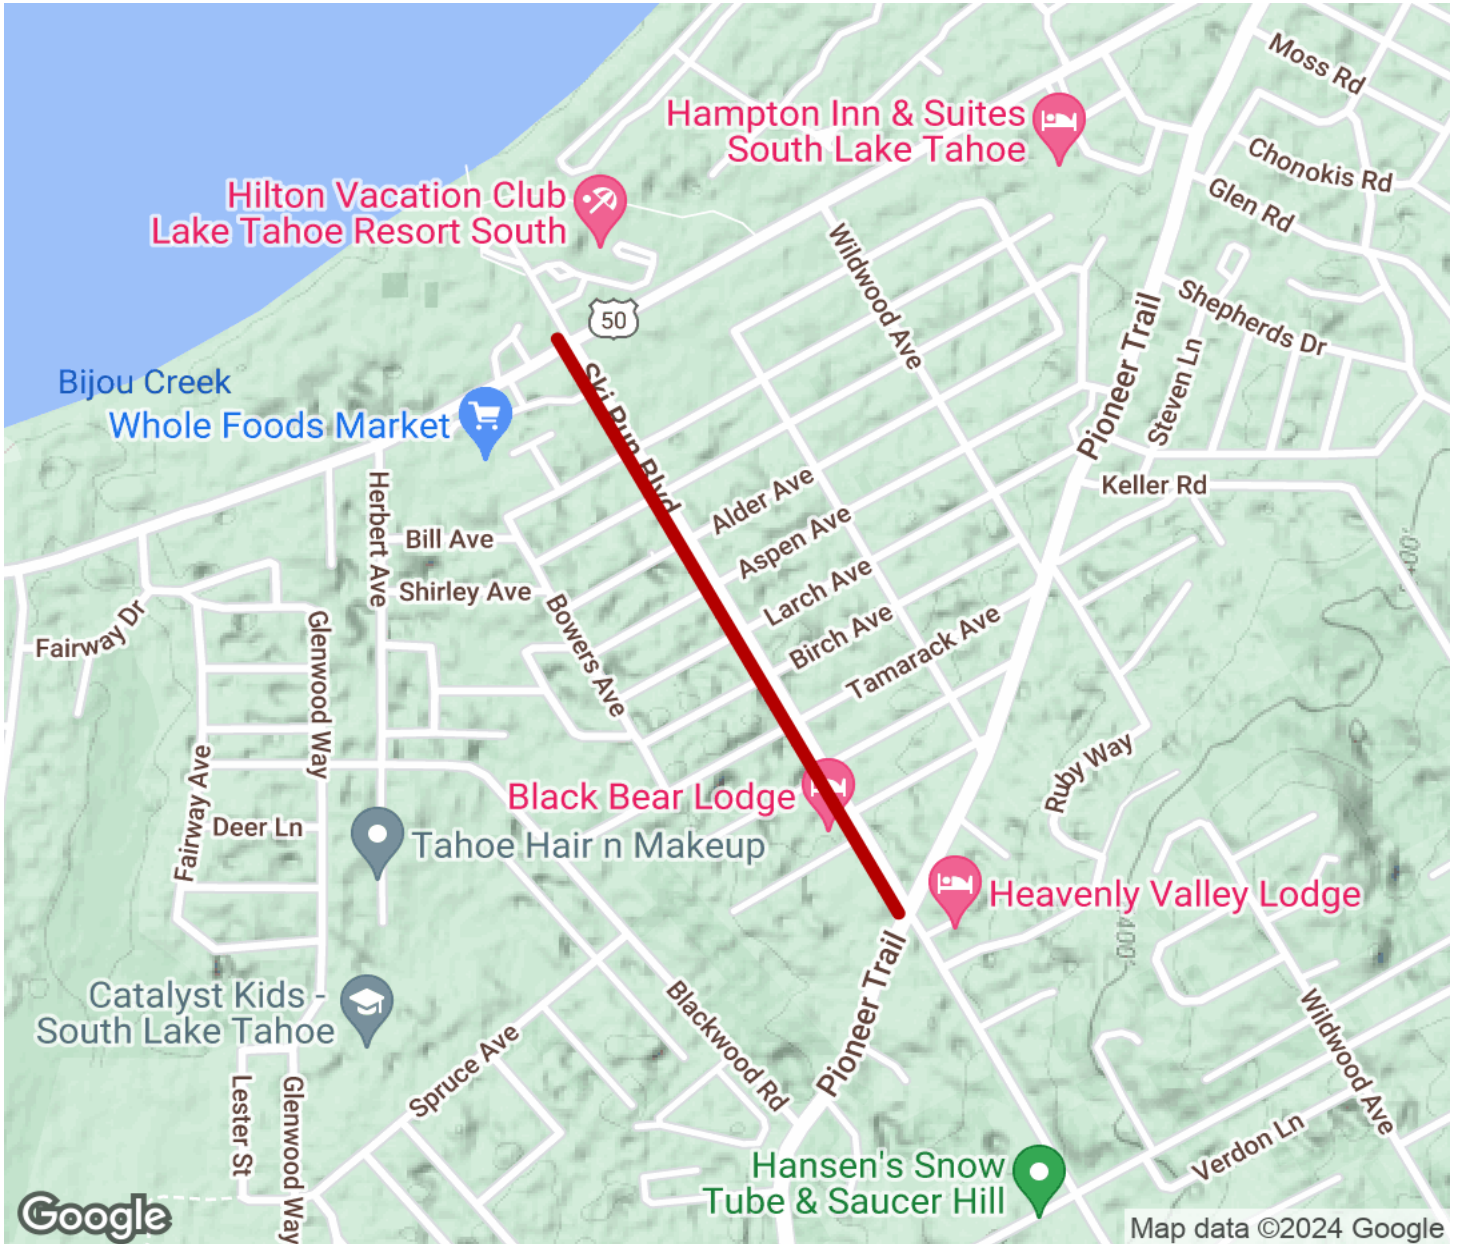 Moss Rd
Hampton Inn & Suites
South Lake Tahoe
Chonokis Rd
Glen Rd
Hilton Vacation Club
Lake Tahoe Resort South
Wildwood Ave
Shepherds Dr
50
Pioneer Trail
Steven Ln
Bijou Creek
Whole Foods Market
Ski Run Blvd
Herbert Ave
Alder Ave
Keller Rd
Bill Ave
Aspen Ave
Shirley Ave
Larch Ave
Fairway Dr
Glenwood Way
Bowers Ave
Birch Ave
Tamarack Ave
Ruby Way
Fairway Ave
Black Bear Lodge
Deer Ln
Tahoe Hair n Makeup
Heavenly Valley Lodge
Catalyst Kids -
South Lake Tahoe
Blackwood Rd
Pioneer Trail
Spruce Ave
Wildwood Ave
Lester St
Glenwood Way
Verdon Ln
Hansen's Snow
Tube & Saucer Hill
Google
Map data ©2024 Google